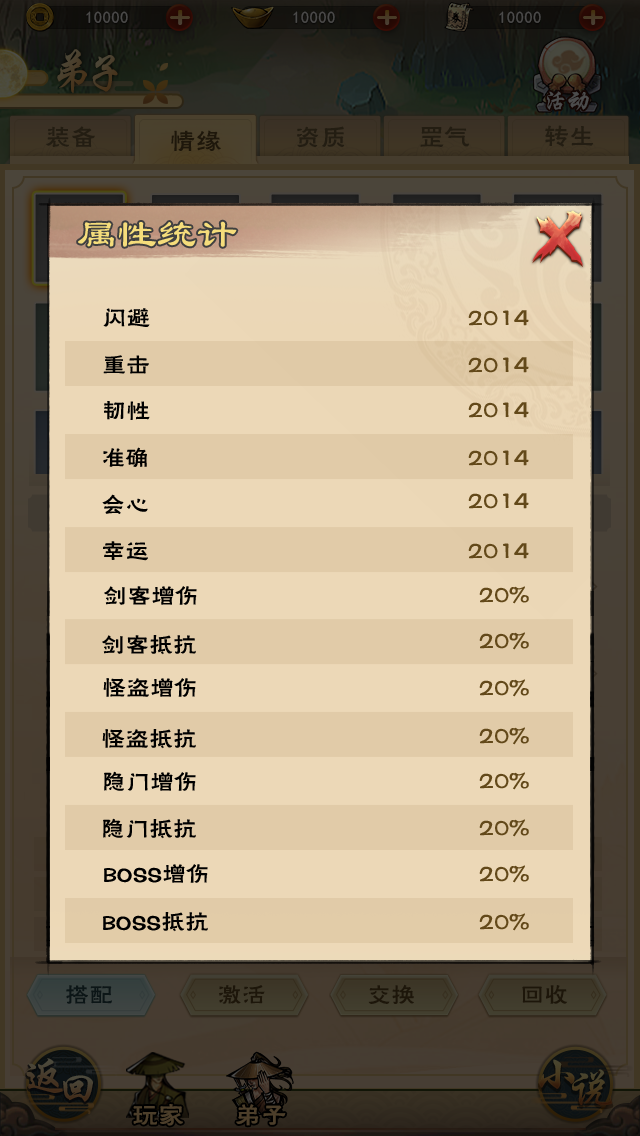 10000 10000 10000
弟子
活动
装备 情缘 资质 罡气 转生
属性统计
闪避 2014
重击 2014
韧性 2014
准确 2014
会心 2014
幸运 2014
剑客增伤 20%
剑客抵抗 20%
怪盗增伤 20%
怪盗抵抗 20%
隐门增伤 20%
隐门抵抗 20%
BOSS增伤 20%
BOSS抵抗 20%
搭配 激活 交换 回收
返回 玩家 弟子 小说